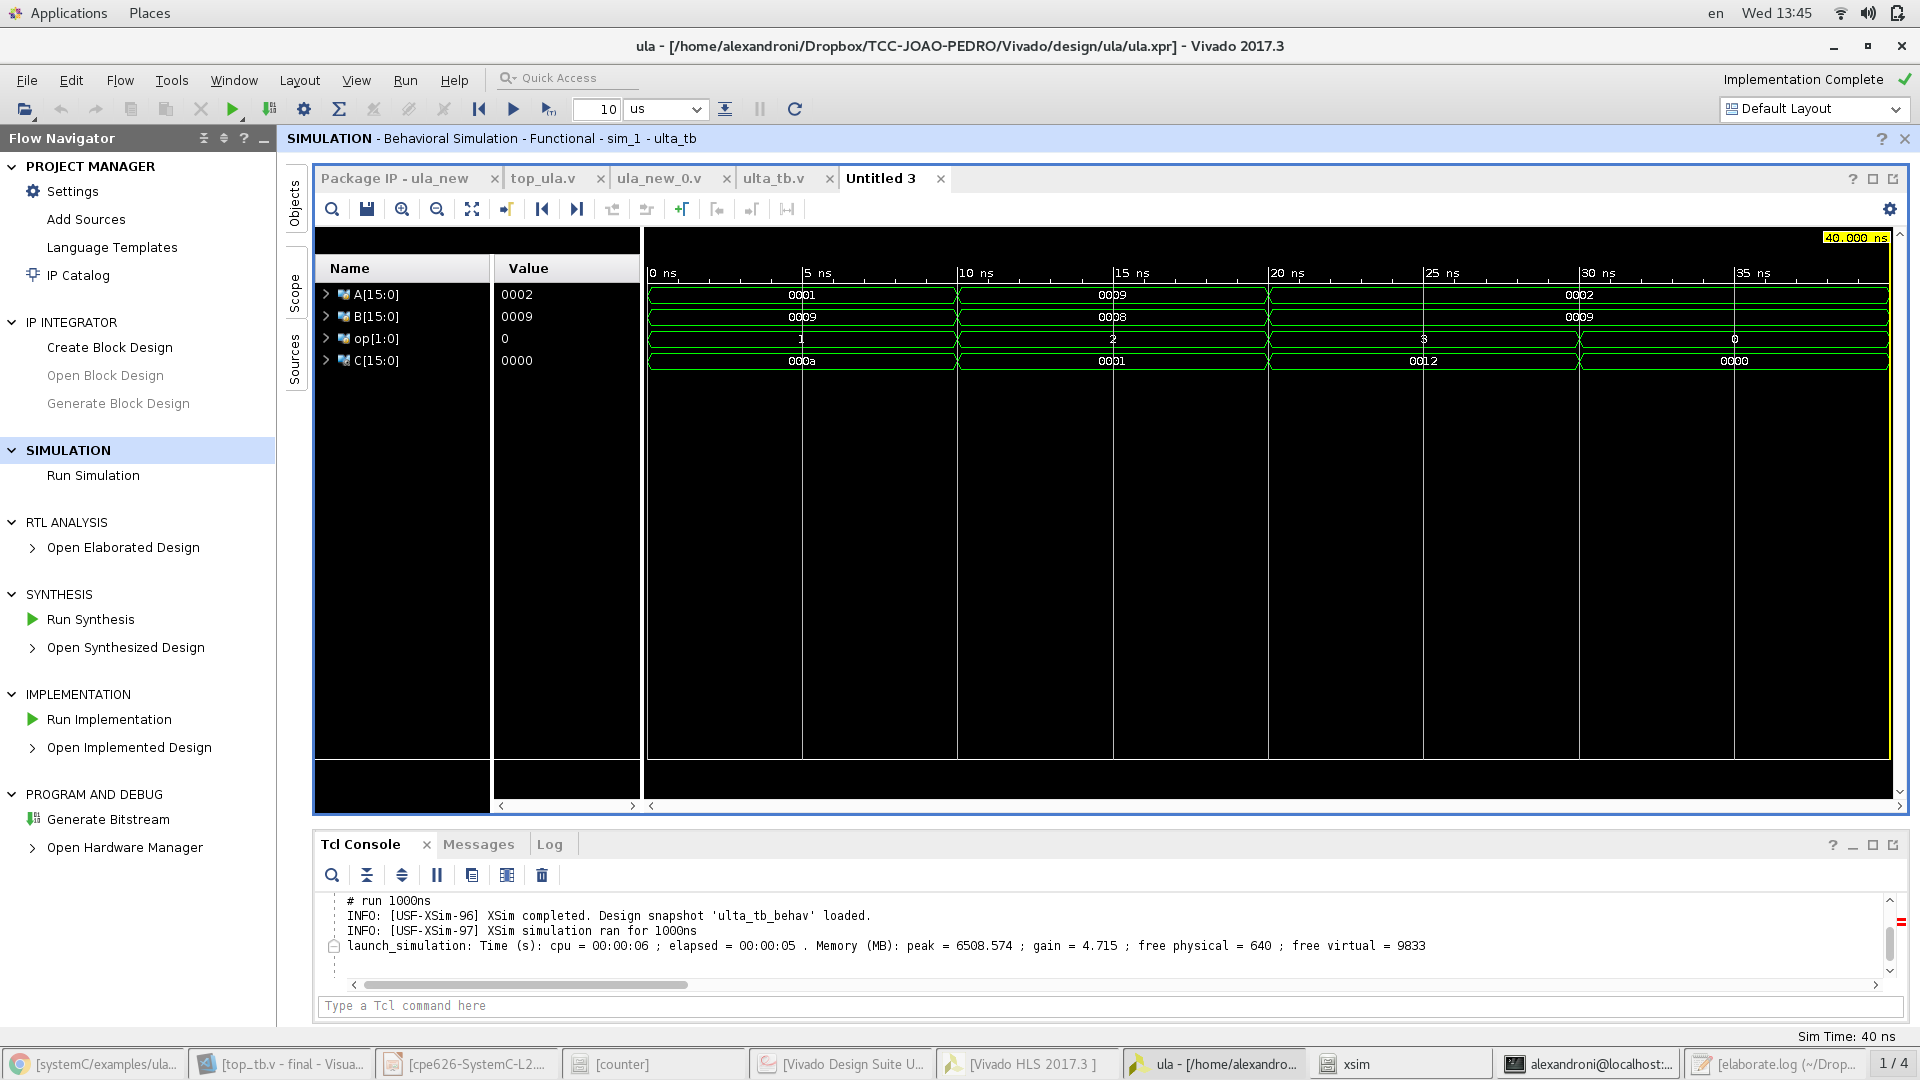 Applications Places en Wed 13:45
ula - [/home/alexandroni/Dropbox/TCC-JOAO-PEDRO/Vivado/design/ula/ula.xpr] - Vivado 2017.3
File Edit Flow Tools Window Layout View Run Help Quick Access Implementation Complete
10 us Default Layout
Flow Navigator
PROJECT MANAGER
Settings
Add Sources
Language Templates
IP Catalog
IP INTEGRATOR
Create Block Design
Open Block Design
Generate Block Design
SIMULATION
Run Simulation
RTL ANALYSIS
Open Elaborated Design
SYNTHESIS
Run Synthesis
Open Synthesized Design
IMPLEMENTATION
Run Implementation
Open Implemented Design
PROGRAM AND DEBUG
Generate Bitstream
Open Hardware Manager
SIMULATION - Behavioral Simulation - Functional - sim_1 - ulta_tb
Objects
Scope
Sources
Package IP - ula_new top_ula.v ula_new_0.v ulta_tb.v Untitled 3
40.000 ns
Name Value 0 ns 5 ns 10 ns 15 ns 20 ns 25 ns 30 ns 35 ns
A[15:0] 0002 0001 0009 0002
B[15:0] 0009 0009 0008 0009
op[1:0] 0 1 2 3 0
C[15:0] 0000 000a 0001 0012 0000
Tcl Console Messages Log
# run 1000ns
INFO: [USF-XSim-96] XSim completed. Design snapshot 'ulta_tb_behav' loaded.
INFO: [USF-XSim-97] XSim simulation ran for 1000ns
launch_simulation: Time (s): cpu = 00:00:06 ; elapsed = 00:00:05 . Memory (MB): peak = 6508.574 ; gain = 4.715 ; free physical = 640 ; free virtual = 9833
Type a Tcl command here
Sim Time: 40 ns
[systemC/examples/ula... [top_tb.v - final - Visua... [cpe626-SystemC-L2.... [counter] [Vivado Design Suite U... [Vivado HLS 2017.3 ] ula - [/home/alexandro... xsim alexandroni@localhost:... [elaborate.log (~/Drop... 1 / 4